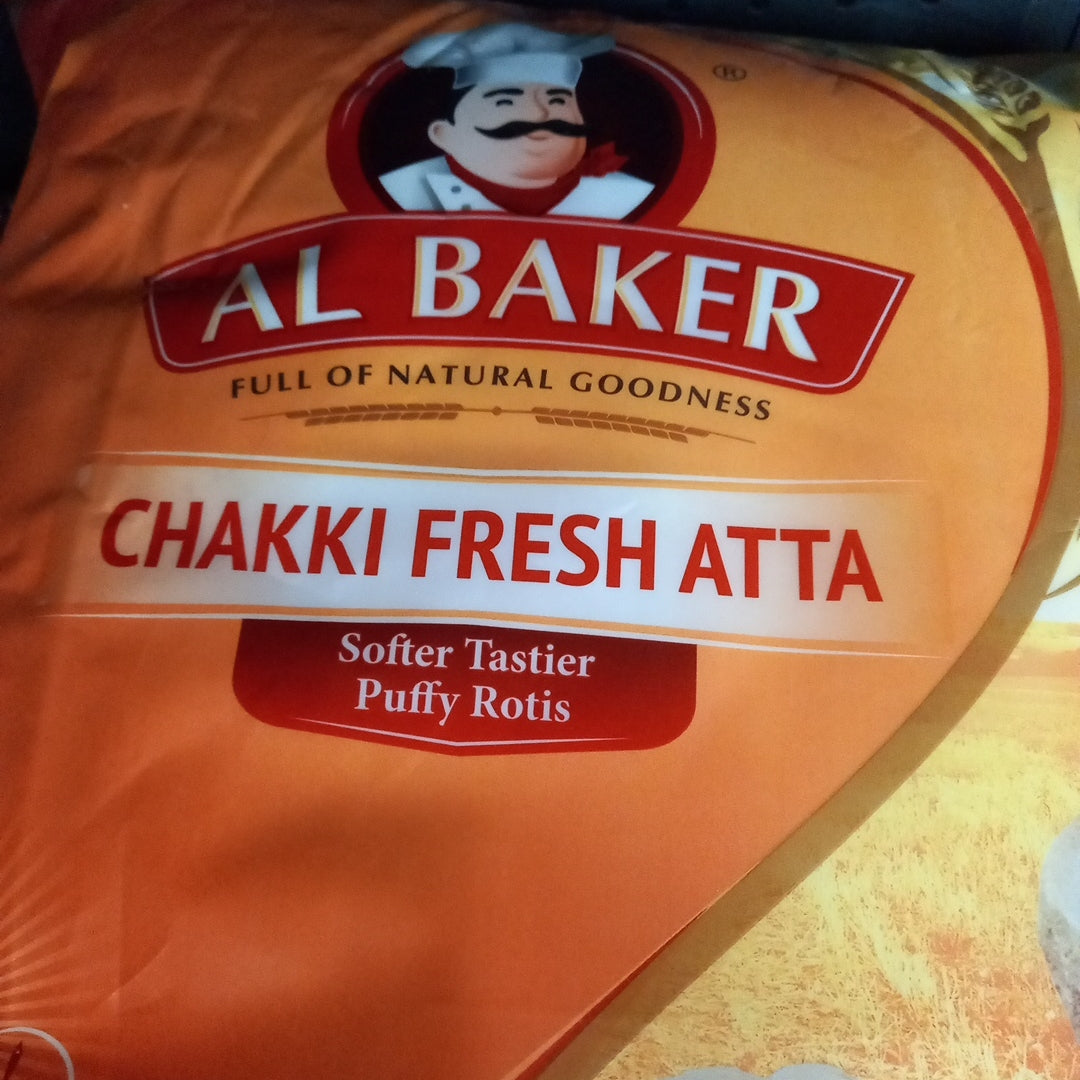 ®
AL BAKER
FULL OF NATURAL GOODNESS
CHAKKI FRESH ATTA
Softer Tastier
Puffy Rotis